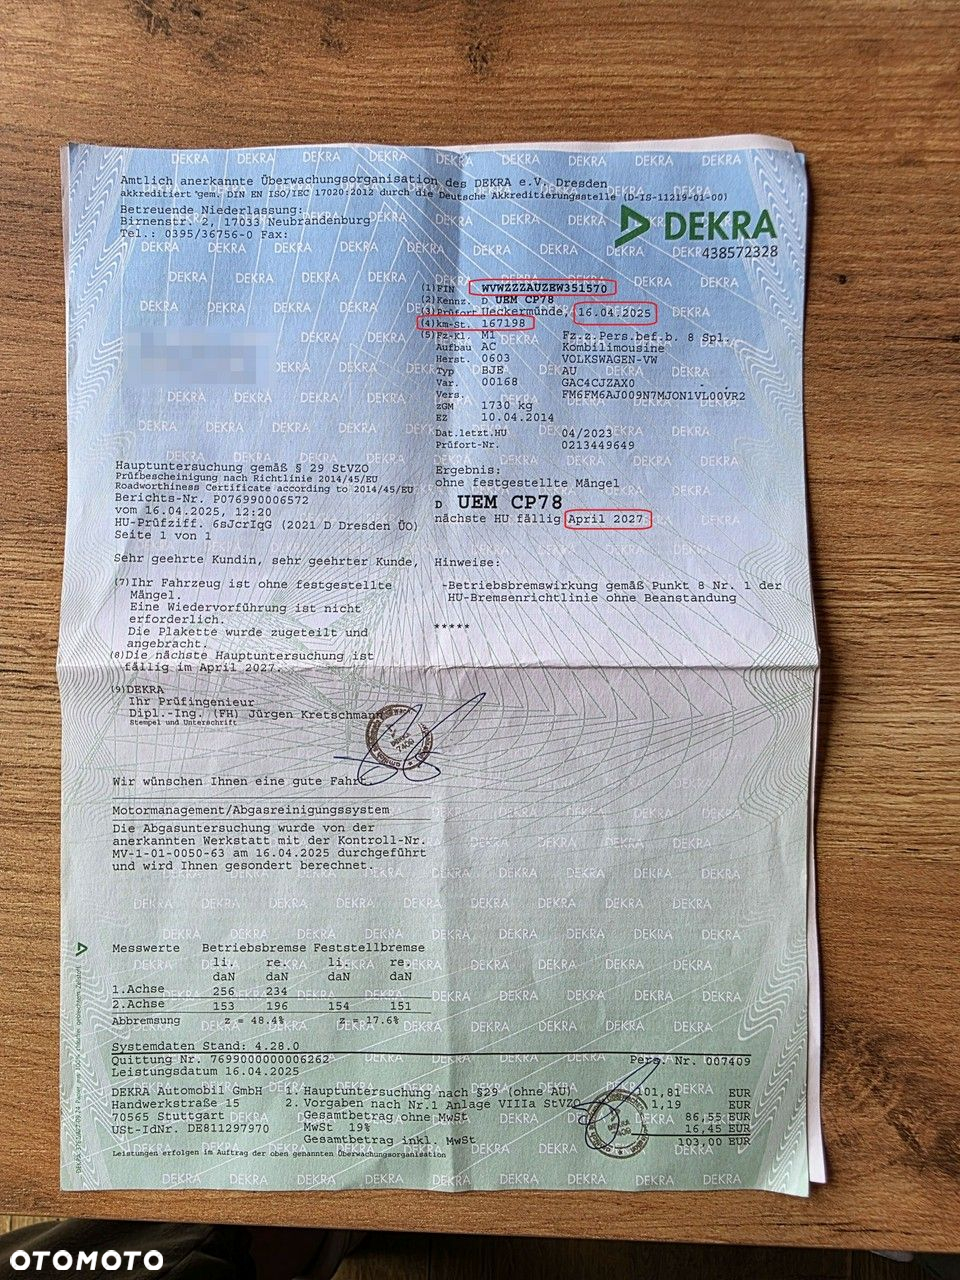 Amtlich anerkannte Überwachungsorganisation des DEKRA e.V. Dresden
akkreditiert gem. DIN EN ISO/IEC 17020:2012 durch die Deutsche Akkreditierungsstelle (D-IS-11219-01-00)
Betreuende Niederlassung:
Birnenstr. 2, 17033 Neubrandenburg
Tel.: 0395/36756-0 Fax:
DEKRA
438572328
(1)FIN WVWZZZAUZEW351570
(2)Kennz. D UEM CP78
(3)Prüfort Ueckermünde, 16.04.2025
(4)km-St. 167198
(5)Fz-Kl. M1 Fz.z.Pers.bef.b. 8 Spl.
Aufbau AC Kombilimousine
Herst. 0603 VOLKSWAGEN-VW
Typ BJE AU
Var. 00168 GAC4CJZAX0
Vers. FM6FM6AJ009N7MJON1VL00VR2
zGM 1730 kg
EZ 10.04.2014
Dat.letzt.HU 04/2023
Prüfort-Nr. 0213449649
Hauptuntersuchung gemäß § 29 StVZO
Prüfbescheinigung nach Richtlinie 2014/45/EU
Roadworthiness Certificate according to 2014/45/EU
Berichts-Nr. P076990006572
vom 16.04.2025, 12:20
HU-Prüfziff. 6sJcrIqG (2021 D Dresden ÜO)
Seite 1 von 1
Ergebnis:
ohne festgestellte Mängel
D UEM CP78
nächste HU fällig April 2027
Sehr geehrte Kundin, sehr geehrter Kunde,
(7)Ihr Fahrzeug ist ohne festgestellte
Mängel.
Eine Wiedervorführung ist nicht
erforderlich.
Die Plakette wurde zugeteilt und
angebracht.
(8)Die nächste Hauptuntersuchung ist
fällig im April 2027.
Hinweise:
-Betriebsbremswirkung gemäß Punkt 8 Nr. 1 der
HU-Bremsenrichtlinie ohne Beanstandung
*****
(9)DEKRA
Ihr Prüfingenieur
Dipl.-Ing. (FH) Jürgen Kretschmann
Stempel und Unterschrift
Wir wünschen Ihnen eine gute Fahrt.
Motormanagement/Abgasreinigungssystem
Die Abgasuntersuchung wurde von der
anerkannten Werkstatt mit der Kontroll-Nr.
MV-1-01-0050-63 am 16.04.2025 durchgeführt
und wird Ihnen gesondert berechnet.
Messwerte Betriebsbremse Feststellbremse
li. re. li. re.
daN daN daN daN
1.Achse 256 234
2.Achse 153 196 154 151
Abbremsung z = 48.4% z = 17.6%
Systemdaten Stand: 4.28.0
Quittung Nr. 7699000000006262 Pers. Nr. 007409
Leistungsdatum 16.04.2025
DEKRA Automobil GmbH
Handwerkstraße 15
70565 Stuttgart
USt-IdNr. DE811297970
1. Hauptuntersuchung nach §29 (ohne AU) 101,81 EUR
2. Vorgaben nach Nr.1 Anlage VIIIa StVZO 1,19 EUR
Gesamtbetrag ohne MwSt 86,55 EUR
MwSt 19% 16,45 EUR
Gesamtbetrag inkl. MwSt 103,00 EUR
Leistungen erfolgen im Auftrag der oben genannten Überwachungsorganisation
OTOMOTO